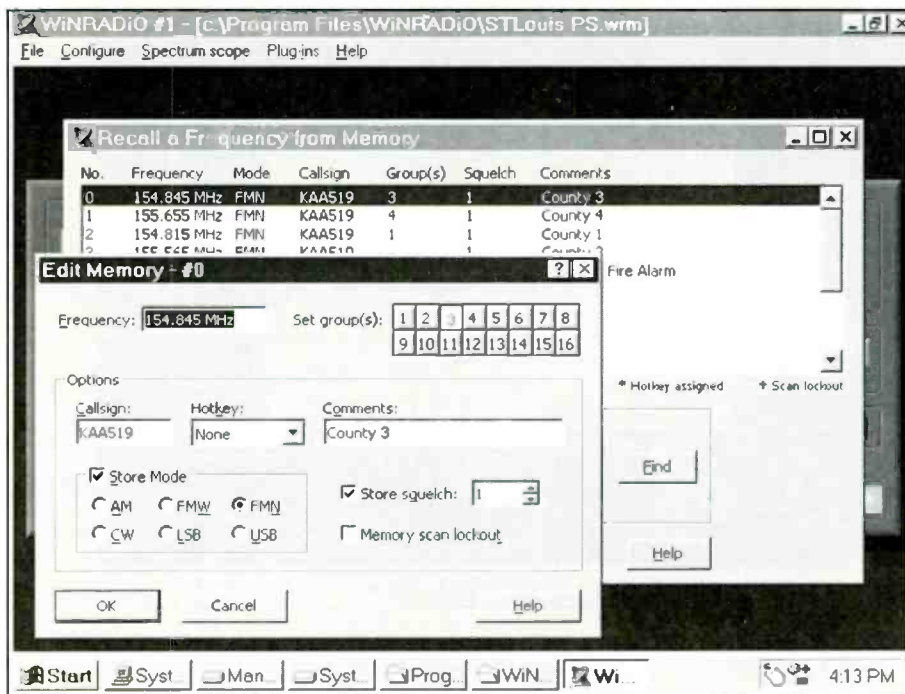 WiNRADiO #1 - [c:\Program Files\WiNRADiO\STLouis PS.wrm]
File Configure Spectrum scope Plug-ins Help
Recall a Fr quency from Memory
No. Frequency Mode Callsign Group(s) Squelch Comments
0 154.845 MHz FMN KAA519 3 1 County 3
1 155.655 MHz FMN KAA519 4 1 County 4
2 154.815 MHz FMN KAA519 1 1 County 1
Fire Alarm
* Hotkey assigned + Scan lockout
Find
Help
Edit Memory - #0
Frequency: 154.845 MHz Set group(s): 1 2 3 4 5 6 7 8
9 10 11 12 13 14 15 16
Options
Callsign: Hotkey: Comments:
KAA519 None County 3
Store Mode
AM FMW FMN
CW LSB USB
Store squelch: 1
Memory scan lockout
OK Cancel Help
Start Syst... Man... Syst... Prog... WiN... Wi... 4:13 PM